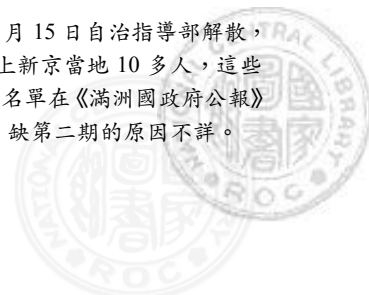 月 15 日自治指導部解散，
上新京當地 10 多人，這些
名單在《滿洲國政府公報》
缺第二期的原因不詳。
CENTRAL LIBRARY
R.O.C.